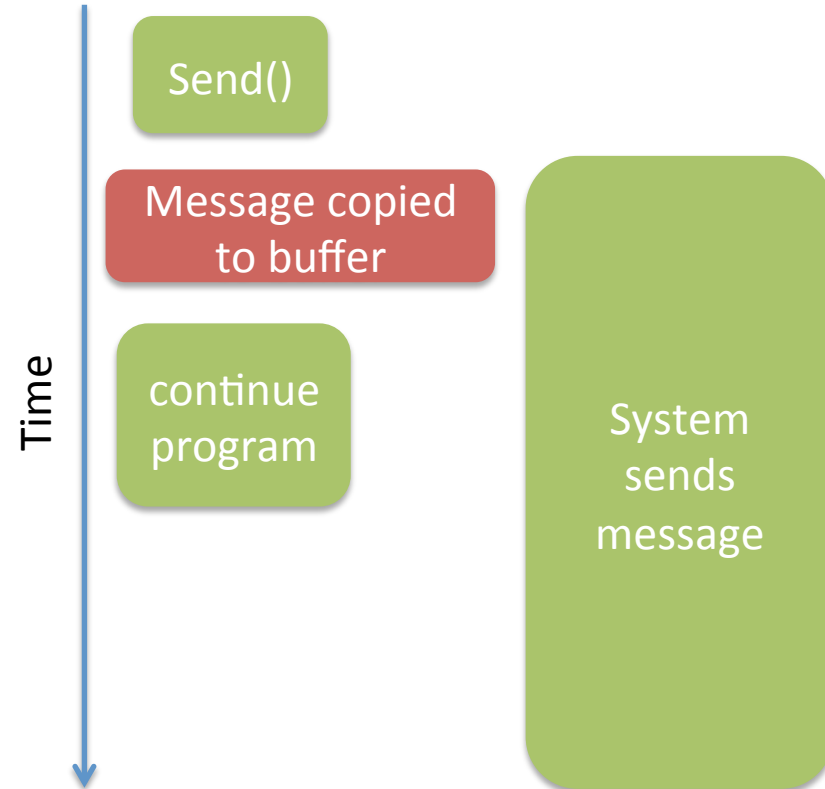 Send()
Message copied
to buffer
continue
program
System
sends
message
Time